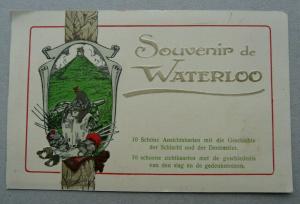 Souvenir de
WATERLOO
10 Schöne Ansichtskarten mit die Geschichte
der Schlacht und der Denkmäler.
10 schoone zichtkaarten met de geschiedenis
van den slag en de gedenkteekens.